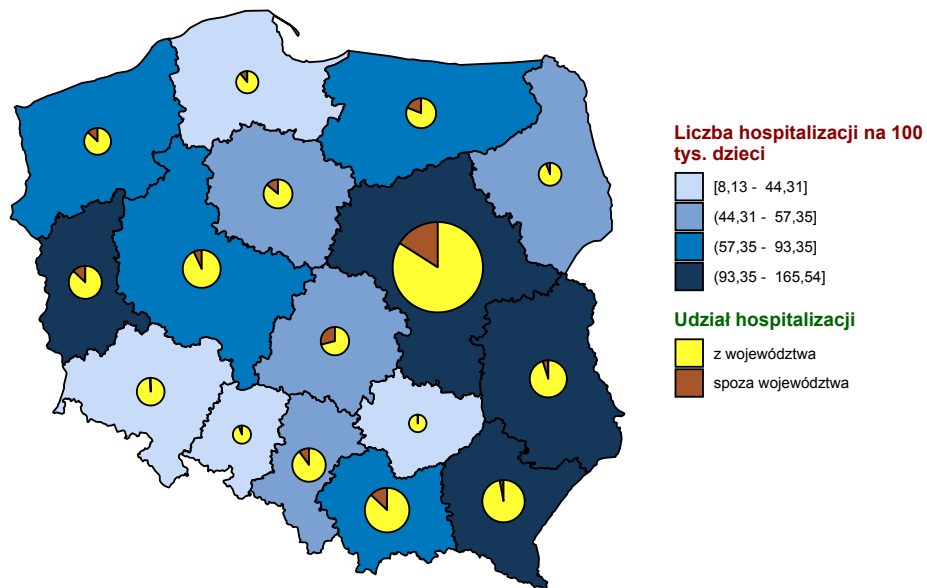 Liczba hospitalizacji na 100
tys. dzieci
[8,13 - 44,31]
(44,31 - 57,35]
(57,35 - 93,35]
(93,35 - 165,54]
Udział hospitalizacji
z województwa
spoza województwa